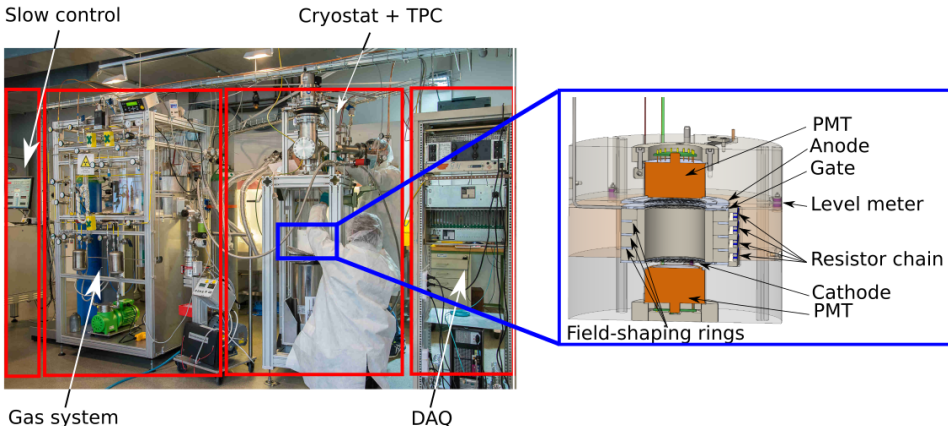 Slow control
Cryostat + TPC
PMT
Anode
Gate
Level meter
Resistor chain
Cathode
PMT
Field-shaping rings
Gas system
DAQ